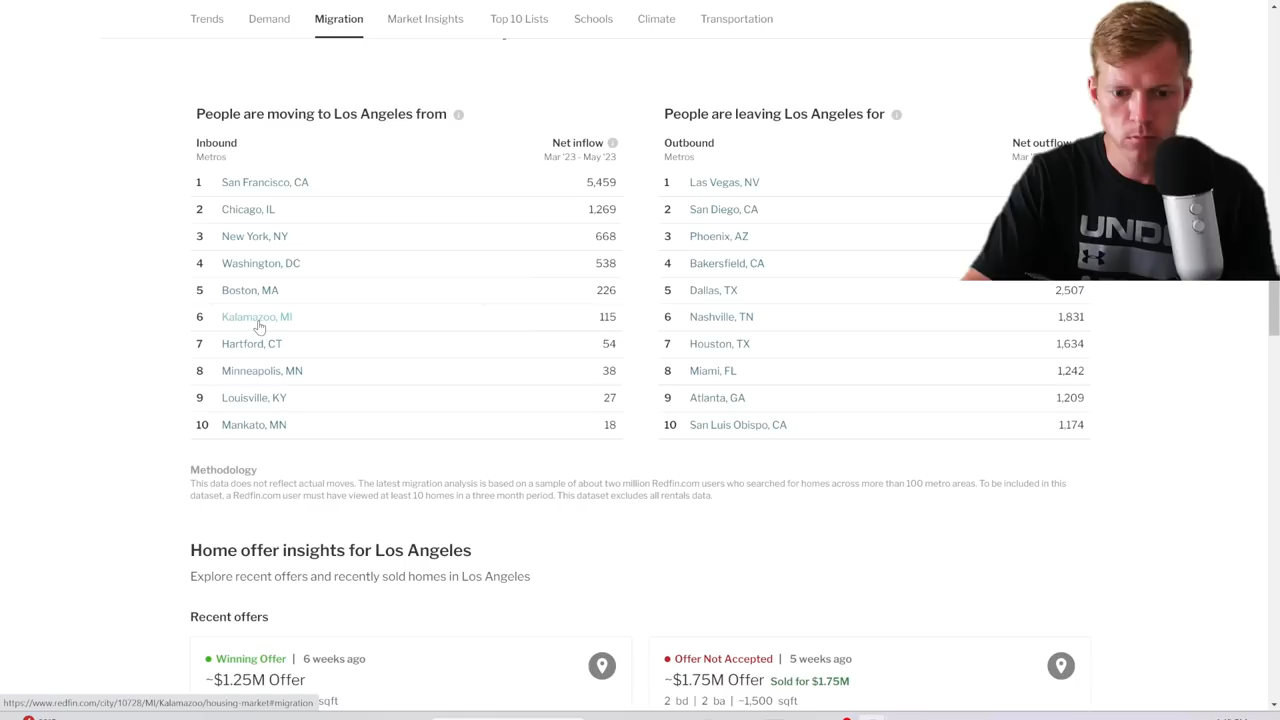 Trends Demand Migration Market Insights Top 10 Lists Schools Climate Transportation
People are moving to Los Angeles from
Inbound Net inflow
Metros Mar '23 - May '23
1 San Francisco, CA 5,459
2 Chicago, IL 1,269
3 New York, NY 668
4 Washington, DC 538
5 Boston, MA 226
6 Kalamazoo, MI 115
7 Hartford, CT 54
8 Minneapolis, MN 38
9 Louisville, KY 27
10 Mankato, MN 18
People are leaving Los Angeles for
Outbound Net outflow
Metros Mar
1 Las Vegas, NV
2 San Diego, CA
3 Phoenix, AZ
4 Bakersfield, CA
5 Dallas, TX 2,507
6 Nashville, TN 1,831
7 Houston, TX 1,634
8 Miami, FL 1,242
9 Atlanta, GA 1,209
10 San Luis Obispo, CA 1,174
UND
Methodology
This data does not reflect actual moves. The latest migration analysis is based on a sample of about two million Redfin.com users who searched for homes across more than 100 metro areas. To be included in this
dataset, a Redfin.com user must have viewed at least 10 homes in a three month period. This dataset excludes all rentals data.
Home offer insights for Los Angeles
Explore recent offers and recently sold homes in Los Angeles
Recent offers
Winning Offer | 6 weeks ago
~$1.25M Offer
sqft
Offer Not Accepted | 5 weeks ago
~$1.75M Offer Sold for $1.75M
2 bd | 2 ba | ~1,500 sqft
https://www.redfin.com/city/10728/MI/Kalamazoo/housing-market#migration